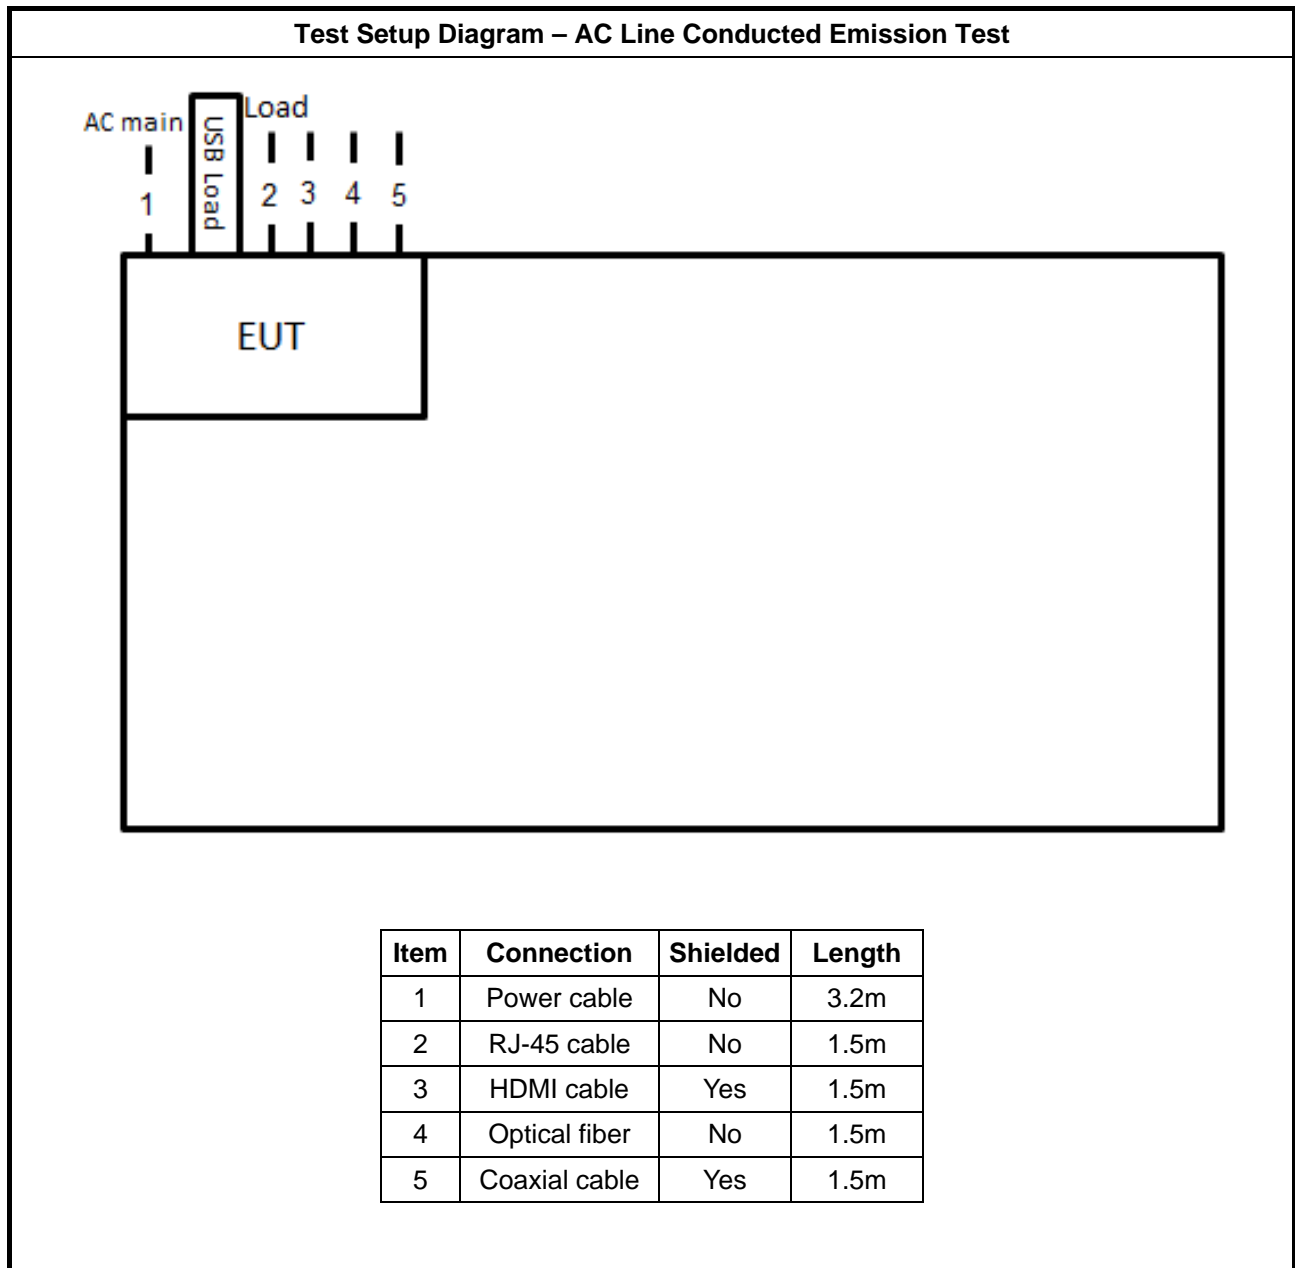 Test Setup Diagram – AC Line Conducted Emission Test
AC main
USB Load
Load
1
2 3 4 5
EUT
Item Connection Shielded Length
1 Power cable No 3.2m
2 RJ-45 cable No 1.5m
3 HDMI cable Yes 1.5m
4 Optical fiber No 1.5m
5 Coaxial cable Yes 1.5m